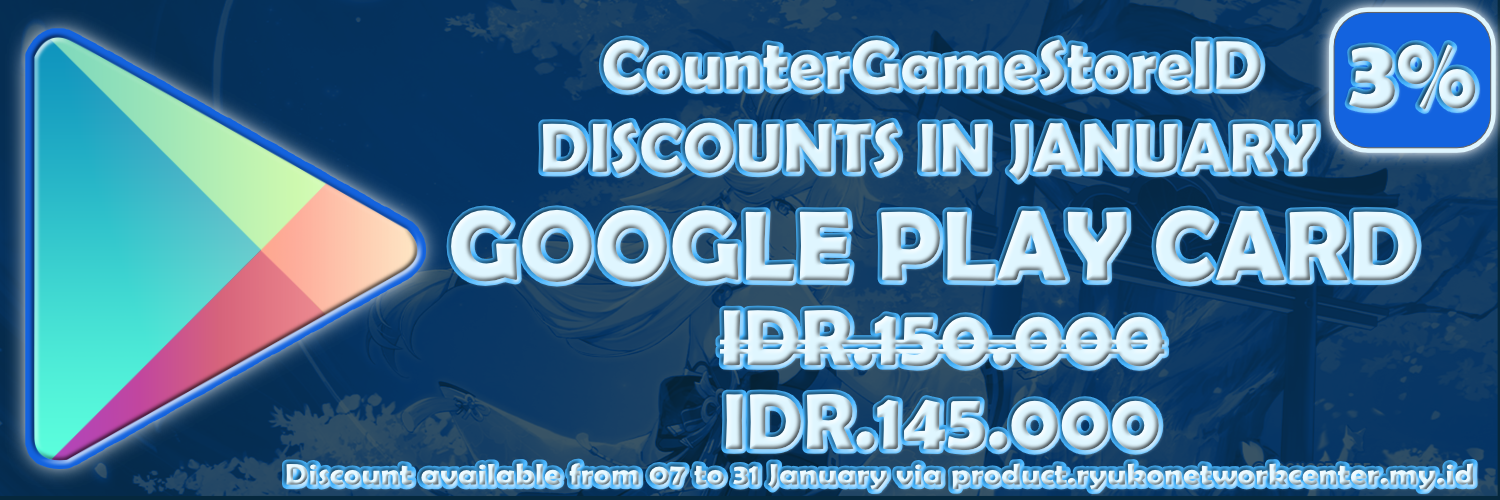 CounterGameStoreID
3%
DISCOUNTS IN JANUARY
GOOGLE PLAY CARD
IDR.150.000
IDR.145.000
Discount available from 07 to 31 January via product.ryukonetworkcenter.my.id